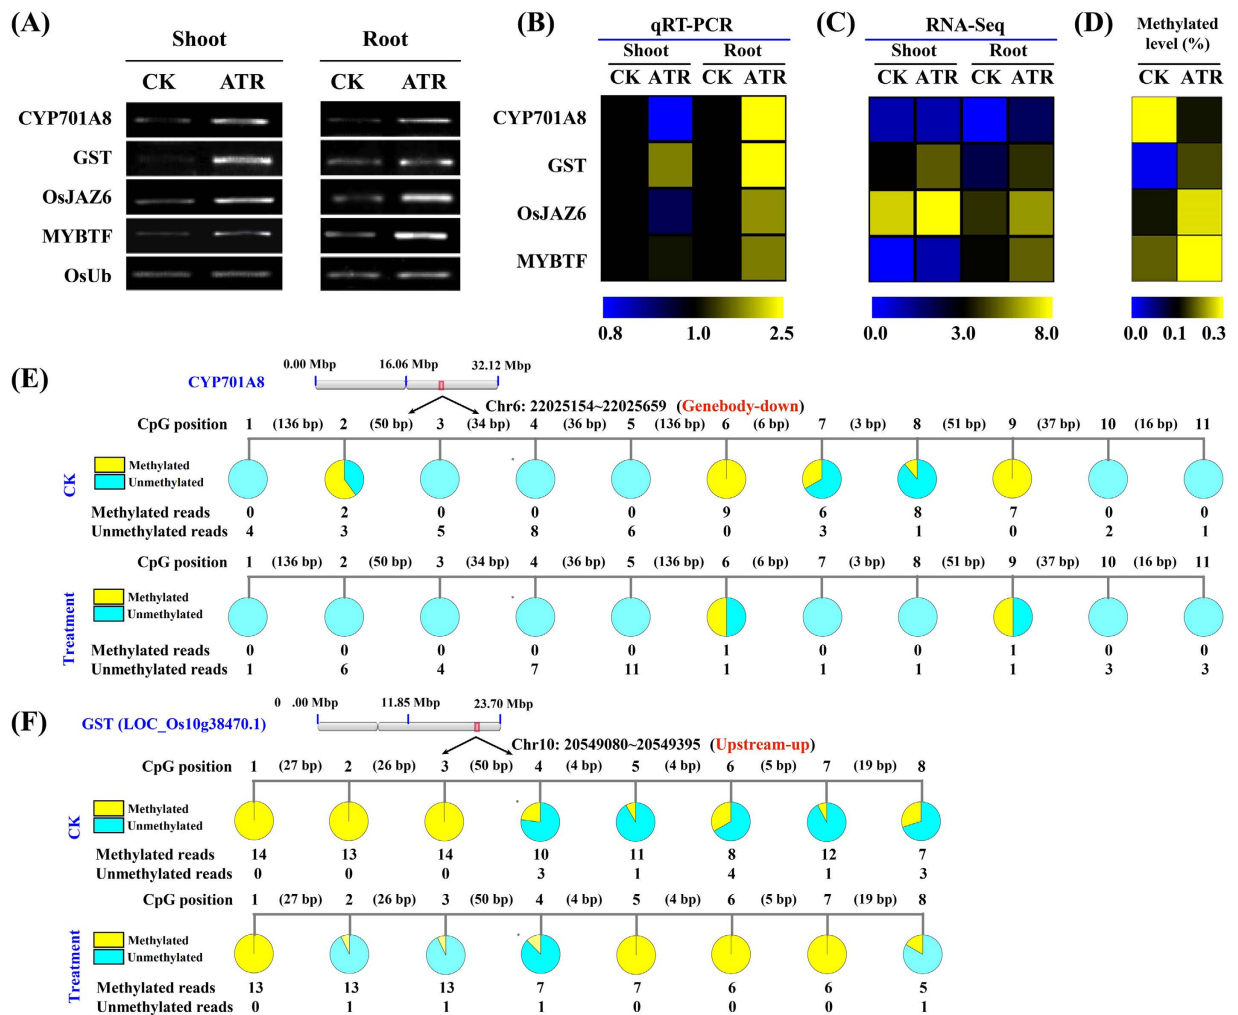 (A)
Shoot Root
CK ATR CK ATR
CYP701A8
GST
OsJAZ6
MYBTF
OsUb
(B)
qRT-PCR
Shoot Root
CK ATR CK ATR
CYP701A8
GST
OsJAZ6
MYBTF
0.8 1.0 2.5
(C)
RNA-Seq
Shoot Root
CK ATR CK ATR
0.0 3.0 8.0
(D)
Methylated
level (%)
CK ATR
0.0 0.1 0.3
(E)
0.00 Mbp 16.06 Mbp 32.12 Mbp
CYP701A8
Chr6: 22025154~22025659 (Genebody-down)
CpG position 1 (136 bp) 2 (50 bp) 3 (34 bp) 4 (36 bp) 5 (136 bp) 6 (6 bp) 7 (3 bp) 8 (51 bp) 9 (37 bp) 10 (16 bp) 11
CK
Methylated
Unmethylated
Methylated reads 0 2 0 0 0 9 6 8 7 0 0
Unmethylated reads 4 3 5 8 6 0 3 1 0 2 1
CpG position 1 (136 bp) 2 (50 bp) 3 (34 bp) 4 (36 bp) 5 (136 bp) 6 (6 bp) 7 (3 bp) 8 (51 bp) 9 (37 bp) 10 (16 bp) 11
Treatment
Methylated
Unmethylated
Methylated reads 0 0 0 0 0 1 0 0 1 0 0
Unmethylated reads 1 6 4 7 11 1 1 1 1 3 3
(F)
0 .00 Mbp 11.85 Mbp 23.70 Mbp
GST (LOC_Os10g38470.1)
Chr10: 20549080~20549395 (Upstream-up)
CpG position 1 (27 bp) 2 (26 bp) 3 (50 bp) 4 (4 bp) 5 (4 bp) 6 (5 bp) 7 (19 bp) 8
CK
Methylated
Unmethylated
Methylated reads 14 13 14 10 11 8 12 7
Unmethylated reads 0 0 0 3 1 4 1 3
CpG position 1 (27 bp) 2 (26 bp) 3 (50 bp) 4 (4 bp) 5 (4 bp) 6 (5 bp) 7 (19 bp) 8
Treatment
Methylated
Unmethylated
Methylated reads 13 13 13 7 7 6 6 5
Unmethylated reads 0 1 1 1 0 0 0 1